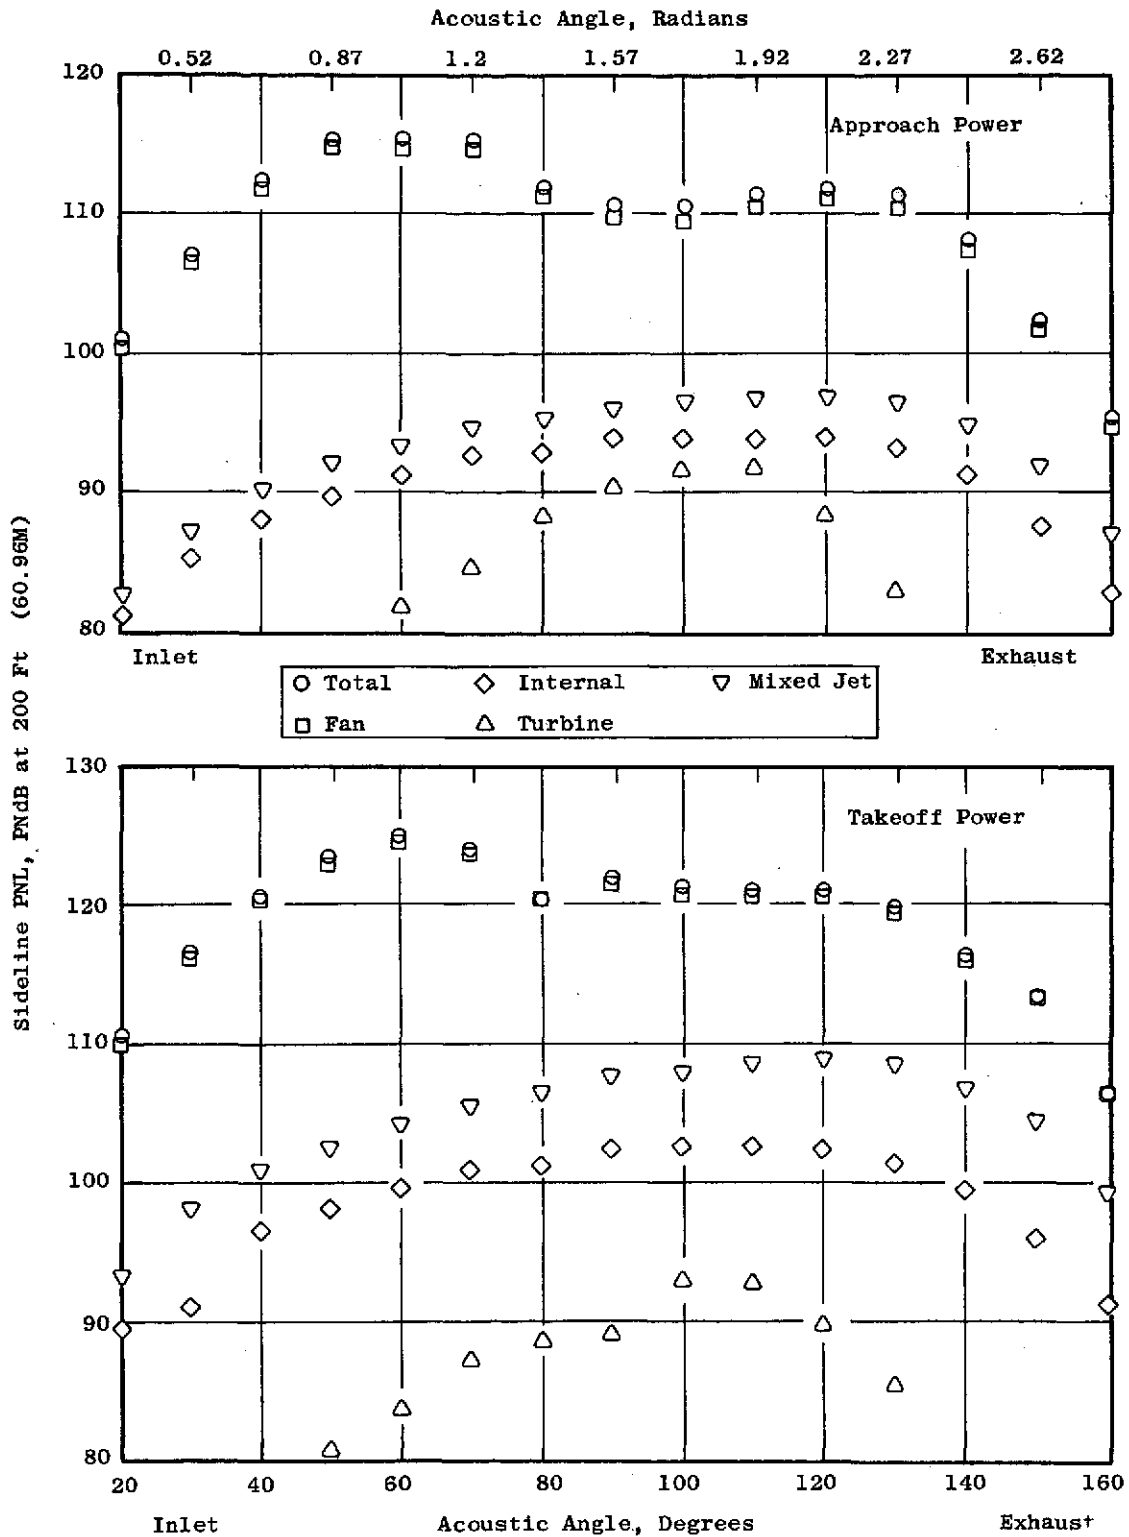 Acoustic Angle, Radians
0.52 0.87 1.2 1.57 1.92 2.27 2.62
120
Approach Power
110
100
90
80
Inlet Exhaust
Total Internal Mixed Jet
Fan Turbine
Sideline PNL, PNdB at 200 Ft (60.96M)
130
Takeoff Power
120
110
100
90
80
20 40 60 80 100 120 140 160
Inlet Acoustic Angle, Degrees Exhaust